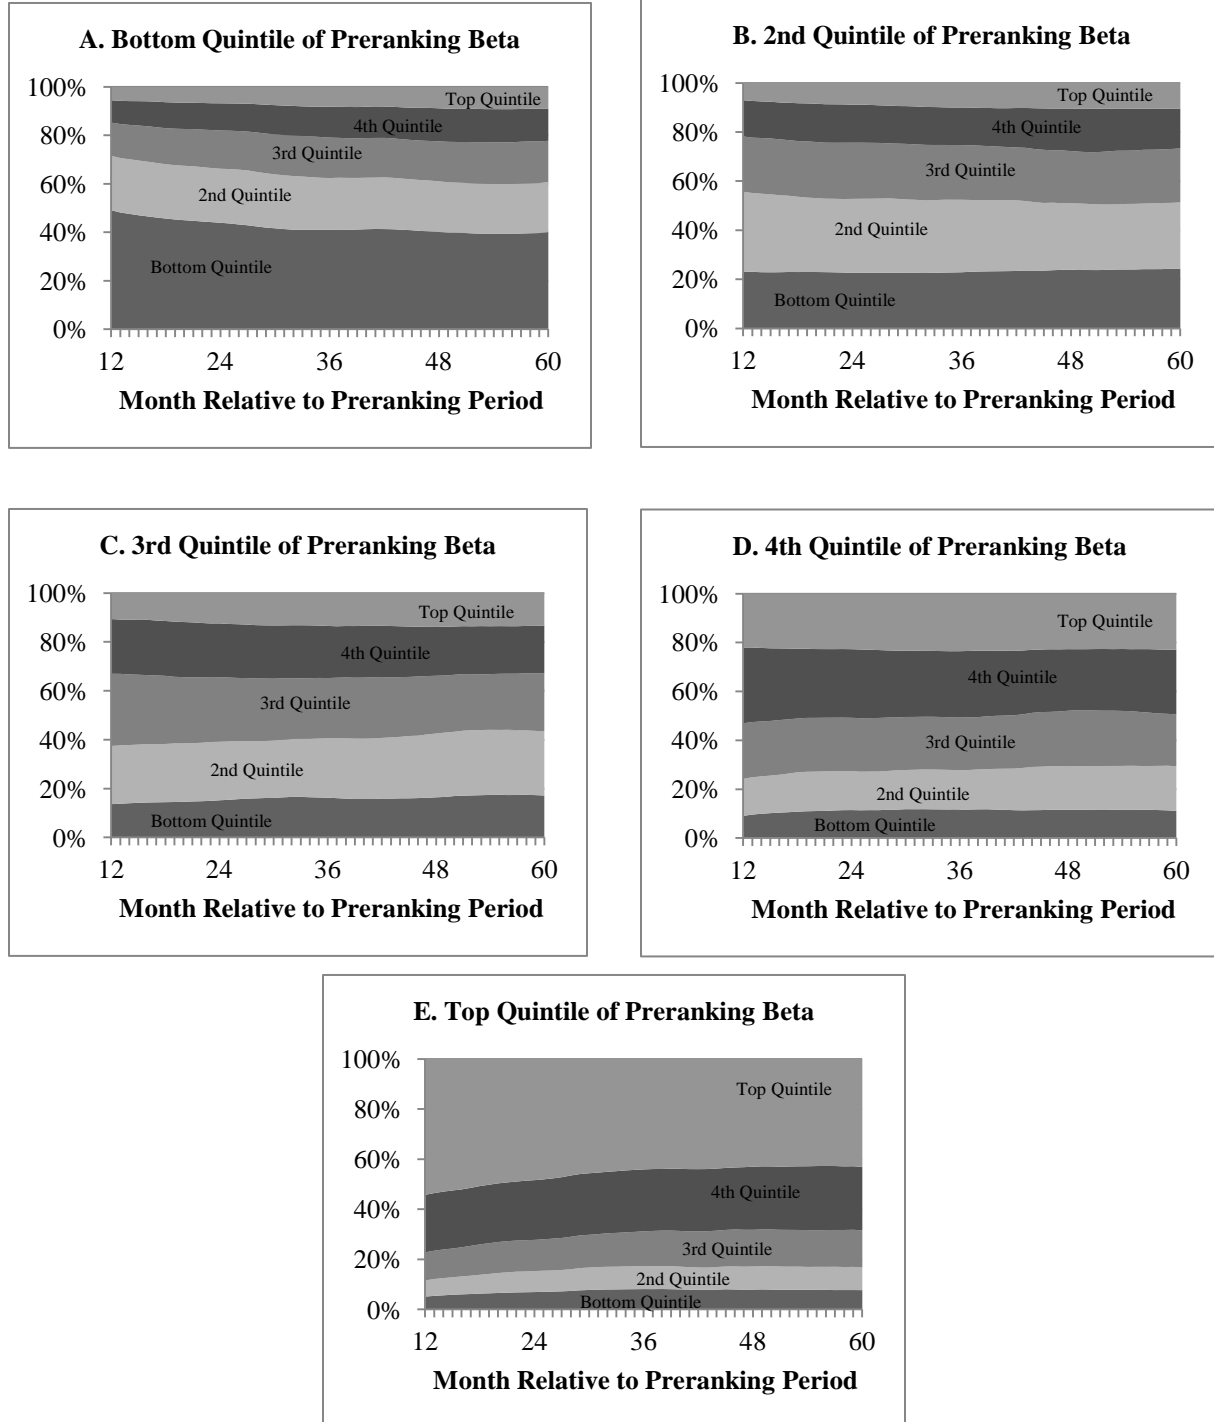 A. Bottom Quintile of Preranking Beta
100%
80%
60%
40%
20%
0%
Top Quintile
4th Quintile
3rd Quintile
2nd Quintile
Bottom Quintile
12 24 36 48 60
Month Relative to Preranking Period
B. 2nd Quintile of Preranking Beta
100%
80%
60%
40%
20%
0%
Top Quintile
4th Quintile
3rd Quintile
2nd Quintile
Bottom Quintile
12 24 36 48 60
Month Relative to Preranking Period
C. 3rd Quintile of Preranking Beta
100%
80%
60%
40%
20%
0%
Top Quintile
4th Quintile
3rd Quintile
2nd Quintile
Bottom Quintile
12 24 36 48 60
Month Relative to Preranking Period
D. 4th Quintile of Preranking Beta
100%
80%
60%
40%
20%
0%
Top Quintile
4th Quintile
3rd Quintile
2nd Quintile
Bottom Quintile
12 24 36 48 60
Month Relative to Preranking Period
E. Top Quintile of Preranking Beta
100%
80%
60%
40%
20%
0%
Top Quintile
4th Quintile
3rd Quintile
2nd Quintile
Bottom Quintile
12 24 36 48 60
Month Relative to Preranking Period